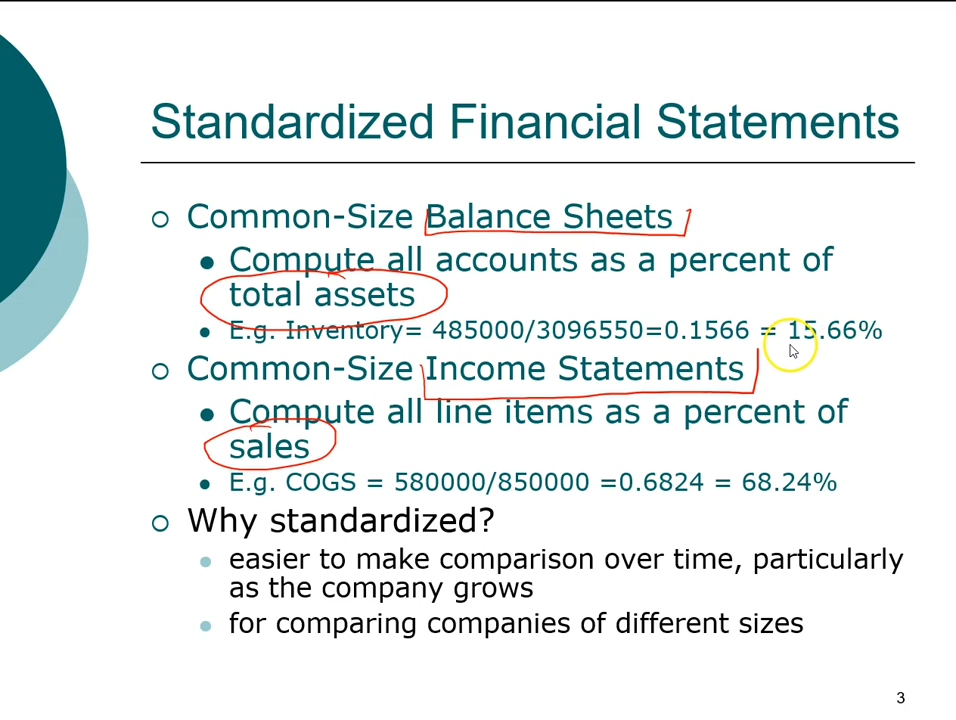 Standardized Financial Statements
Common-Size Balance Sheets
Compute all accounts as a percent of
total assets
E.g. Inventory= 485000/3096550=0.1566 = 15.66%
Common-Size Income Statements
Compute all line items as a percent of
sales
E.g. COGS = 580000/850000 =0.6824 = 68.24%
Why standardized?
easier to make comparison over time, particularly
as the company grows
for comparing companies of different sizes
3